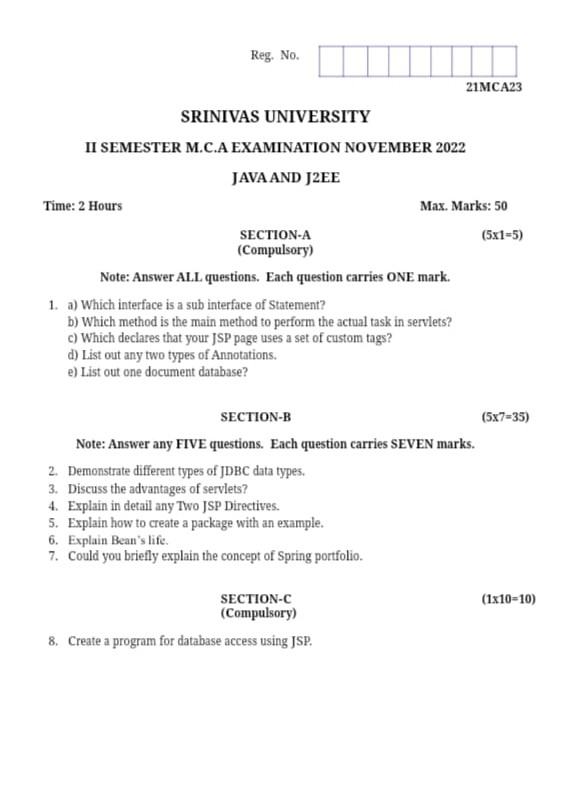 Reg. No.
21MCA23
SRINIVAS UNIVERSITY
II SEMESTER M.C.A EXAMINATION NOVEMBER 2022
JAVA AND J2EE
Time: 2 Hours Max. Marks: 50
SECTION-A (5x1=5)
(Compulsory)
Note: Answer ALL questions. Each question carries ONE mark.
1. a) Which interface is a sub interface of Statement?
b) Which method is the main method to perform the actual task in servlets?
c) Which declares that your JSP page uses a set of custom tags?
d) List out any two types of Annotations.
e) List out one document database?
SECTION-B (5x7=35)
Note: Answer any FIVE questions. Each question carries SEVEN marks.
2. Demonstrate different types of JDBC data types.
3. Discuss the advantages of servlets?
4. Explain in detail any Two JSP Directives.
5. Explain how to create a package with an example.
6. Explain Bean's life.
7. Could you briefly explain the concept of Spring portfolio.
SECTION-C (1x10=10)
(Compulsory)
8. Create a program for database access using JSP.